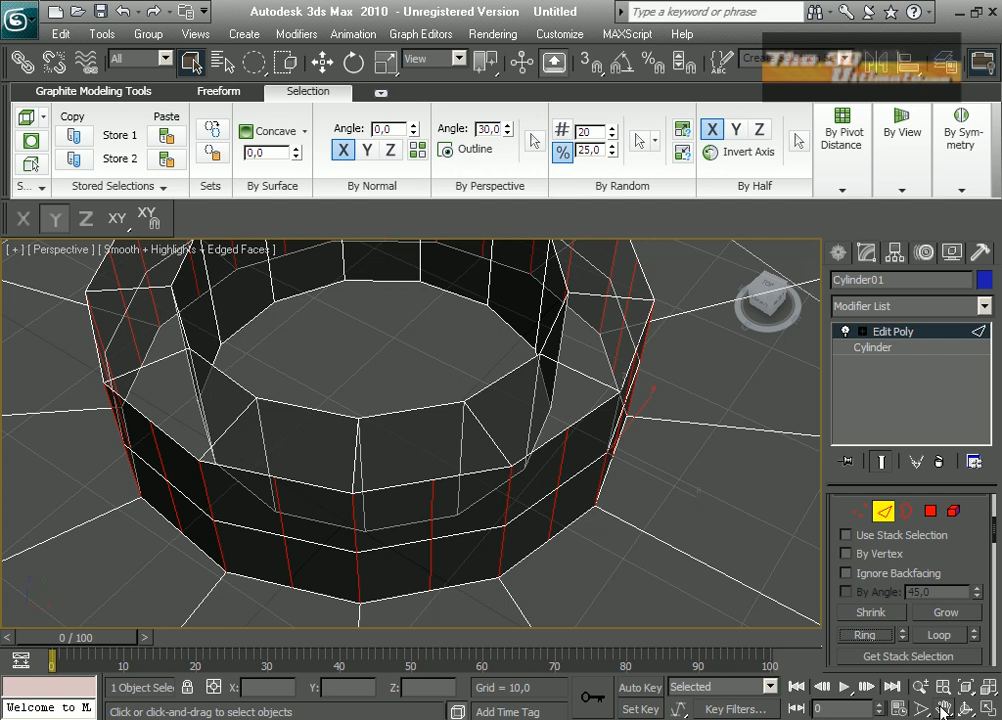 Autodesk 3ds Max 2010 - Unregistered Version Untitled
Type a keyword or phrase
Edit Tools Group Views Create Modifiers Animation Graph Editors Rendering Customize MAXScript Help
All View
Graphite Modeling Tools Freeform Selection
Copy Paste
Store 1
Store 2
Concave
0,0
Angle: 0,0
X Y Z
Angle: 30,0
Outline
# 20
% 25,0
X Y Z
Invert Axis
By Pivot Distance
By View
By Sym- metry
S... Stored Selections Sets By Surface By Normal By Perspective By Random By Half
X Y Z XY XY
[ + ] [ Perspective ] [ Smooth + Highlights + Edged Faces ]
TOP
Cylinder01
Modifier List
Edit Poly
Cylinder
Use Stack Selection
By Vertex
Ignore Backfacing
By Angle: 45,0
Shrink Grow
Ring Loop
Get Stack Selection
< 0 / 100 >
0 10 20 30 40 50 60 70 80 90 100
1 Object Sele X: Y: Z: Grid = 10,0 Auto Key Selected
Welcome to M Click or click-and-drag to select objects Add Time Tag Set Key Key Filters... 0